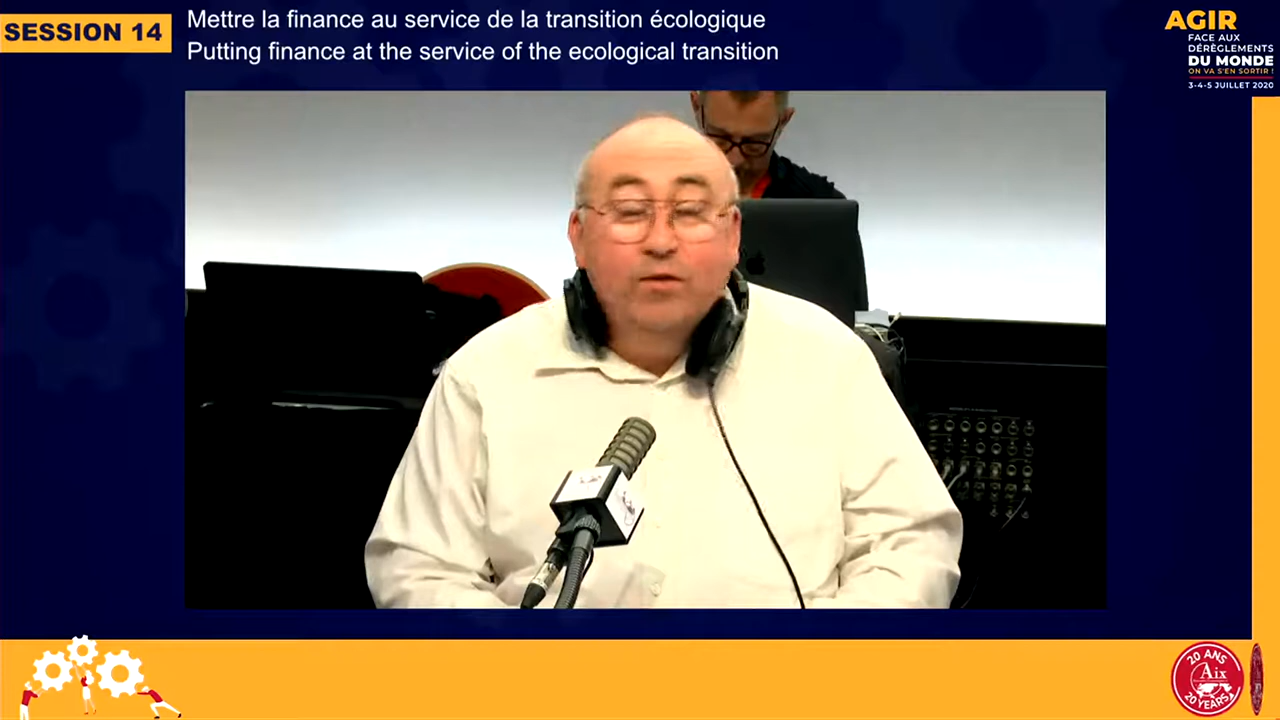 SESSION 14
Mettre la finance au service de la transition écologique
Putting finance at the service of the ecological transition
AGIR
FACE AUX
DÉRÈGLEMENTS
DU MONDE
ON VA S'EN SORTIR !
3-4-5 JUILLET 2020
20 ANS
Aix
20 YEARS